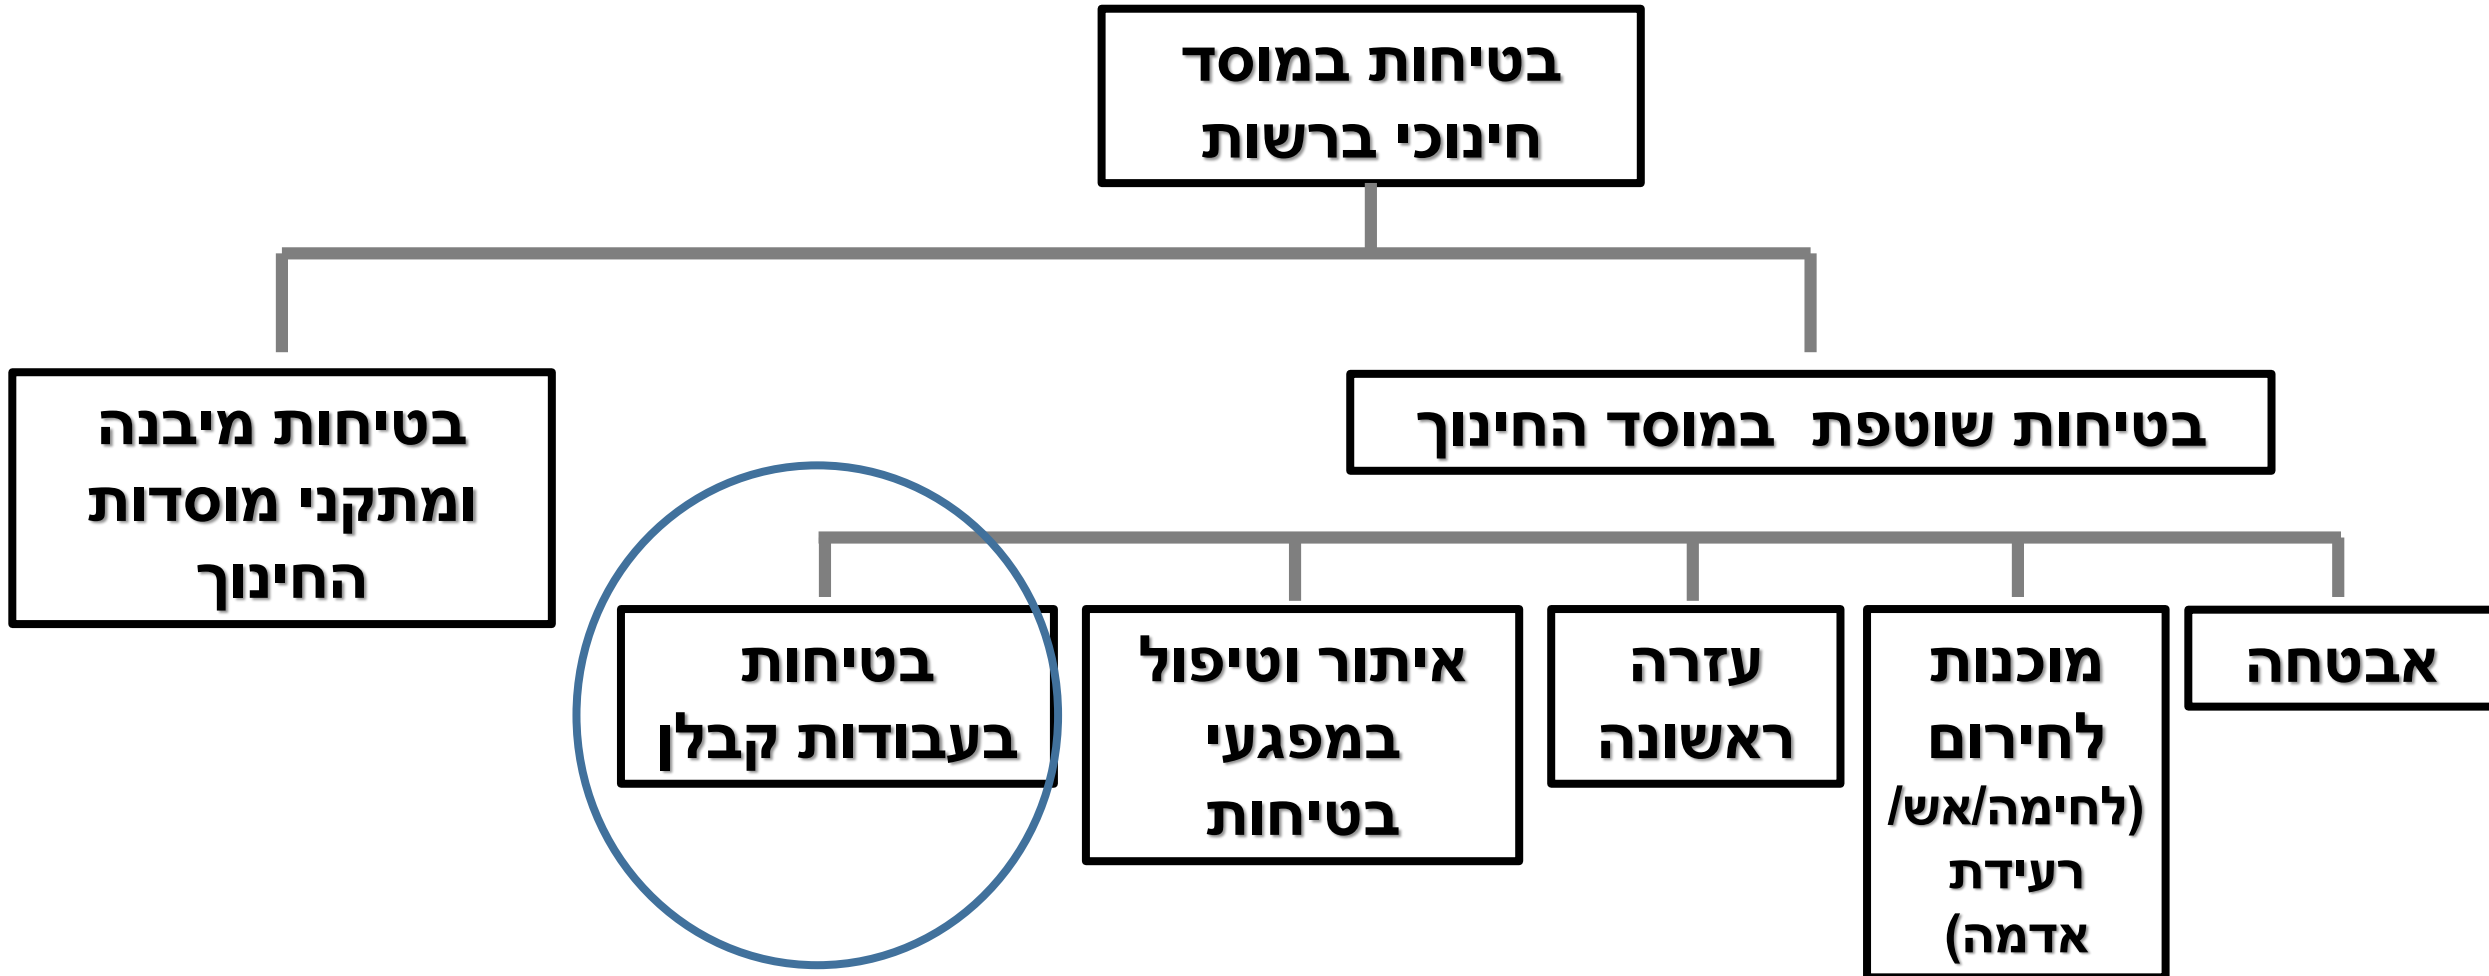 בטיחות במוסד
חינוכי ברשות
בטיחות שוטפת במוסד החינוך
בטיחות מיבנה
ומתקני מוסדות
החינוך
אבטחה
מוכנות
לחירום
(לחימה/אש/
רעידת
אדמה)
עזרה
ראשונה
איתור וטיפול
במפגעי
בטיחות
בטיחות
בעבודות קבלן